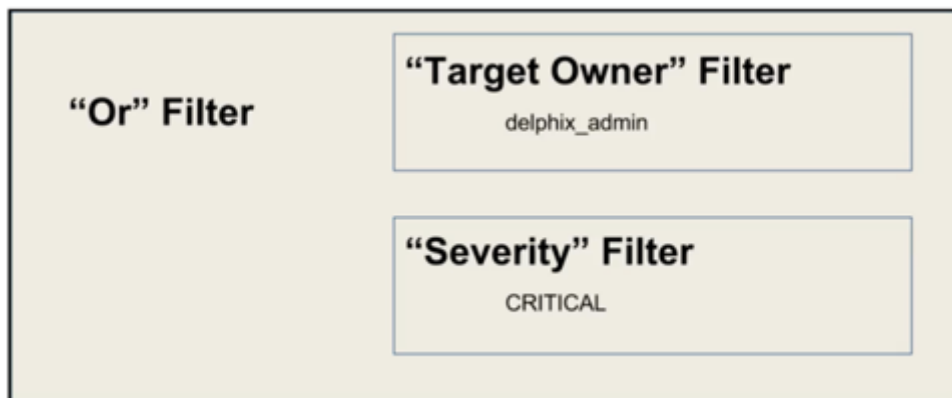 “Or” Filter
“Target Owner” Filter
delphix_admin
“Severity” Filter
CRITICAL